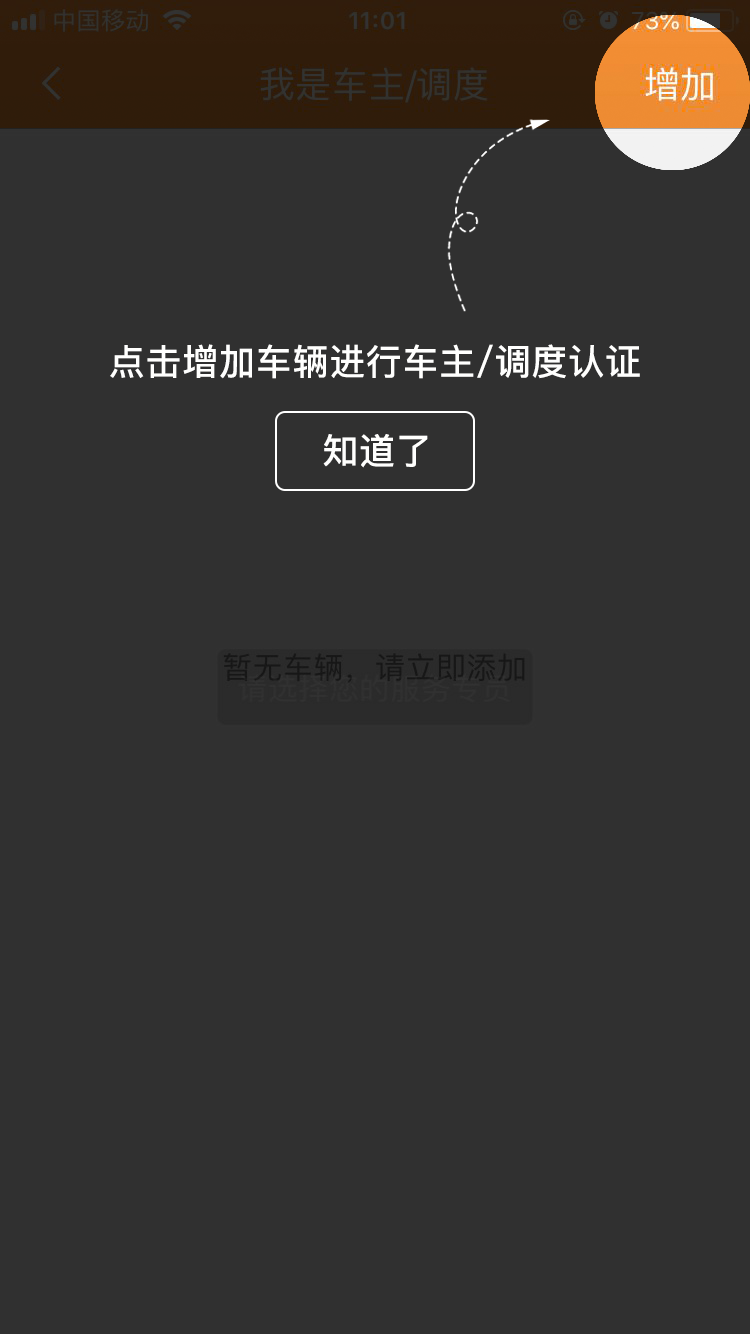 中国移动 11:01 73%
我是车主/调度 增加
点击增加车辆进行车主/调度认证
知道了
暂无车辆，请立即添加
请选择您的服务专员